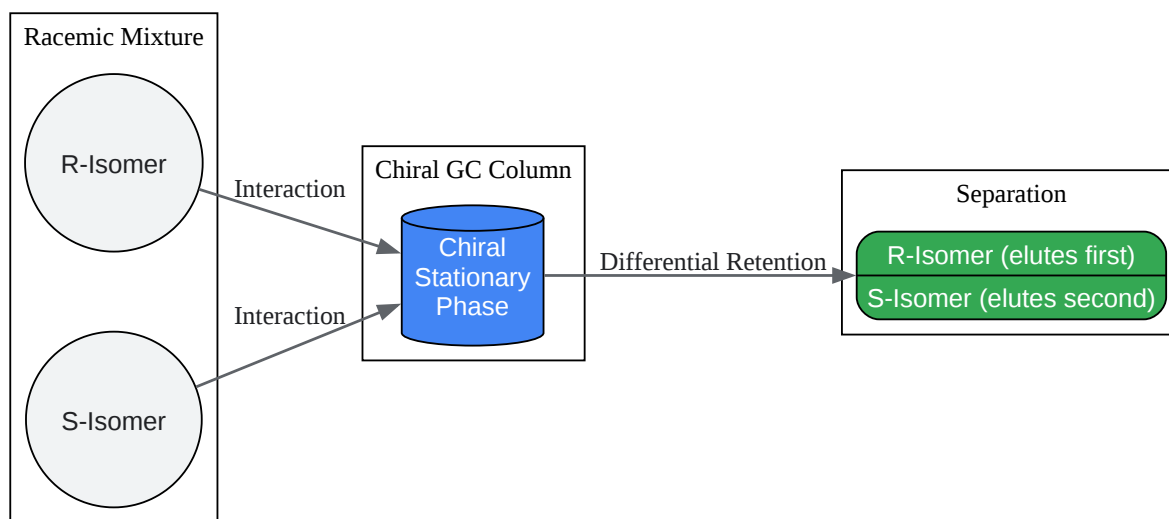 Racemic Mixture
R-Isomer
Interaction
S-Isomer
Interaction
Chiral GC Column
Chiral
Stationary
Phase
Differential Retention
Separation
R-Isomer (elutes first)
S-Isomer (elutes second)